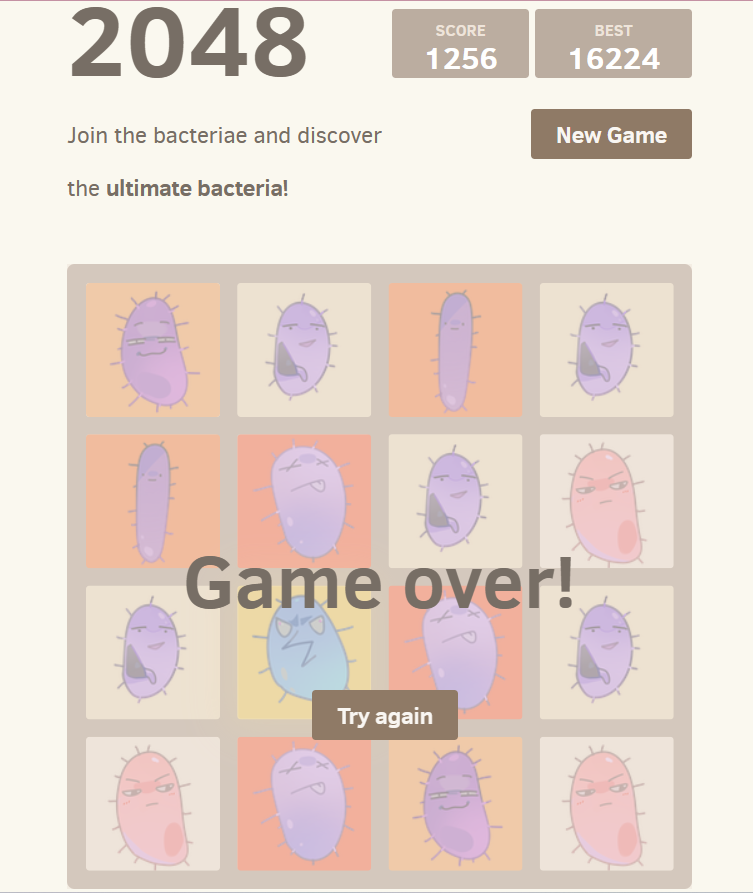 2048
SCORE
1256
BEST
16224
Join the bacteriae and discover
the ultimate bacteria!
New Game
Game over!
Try again